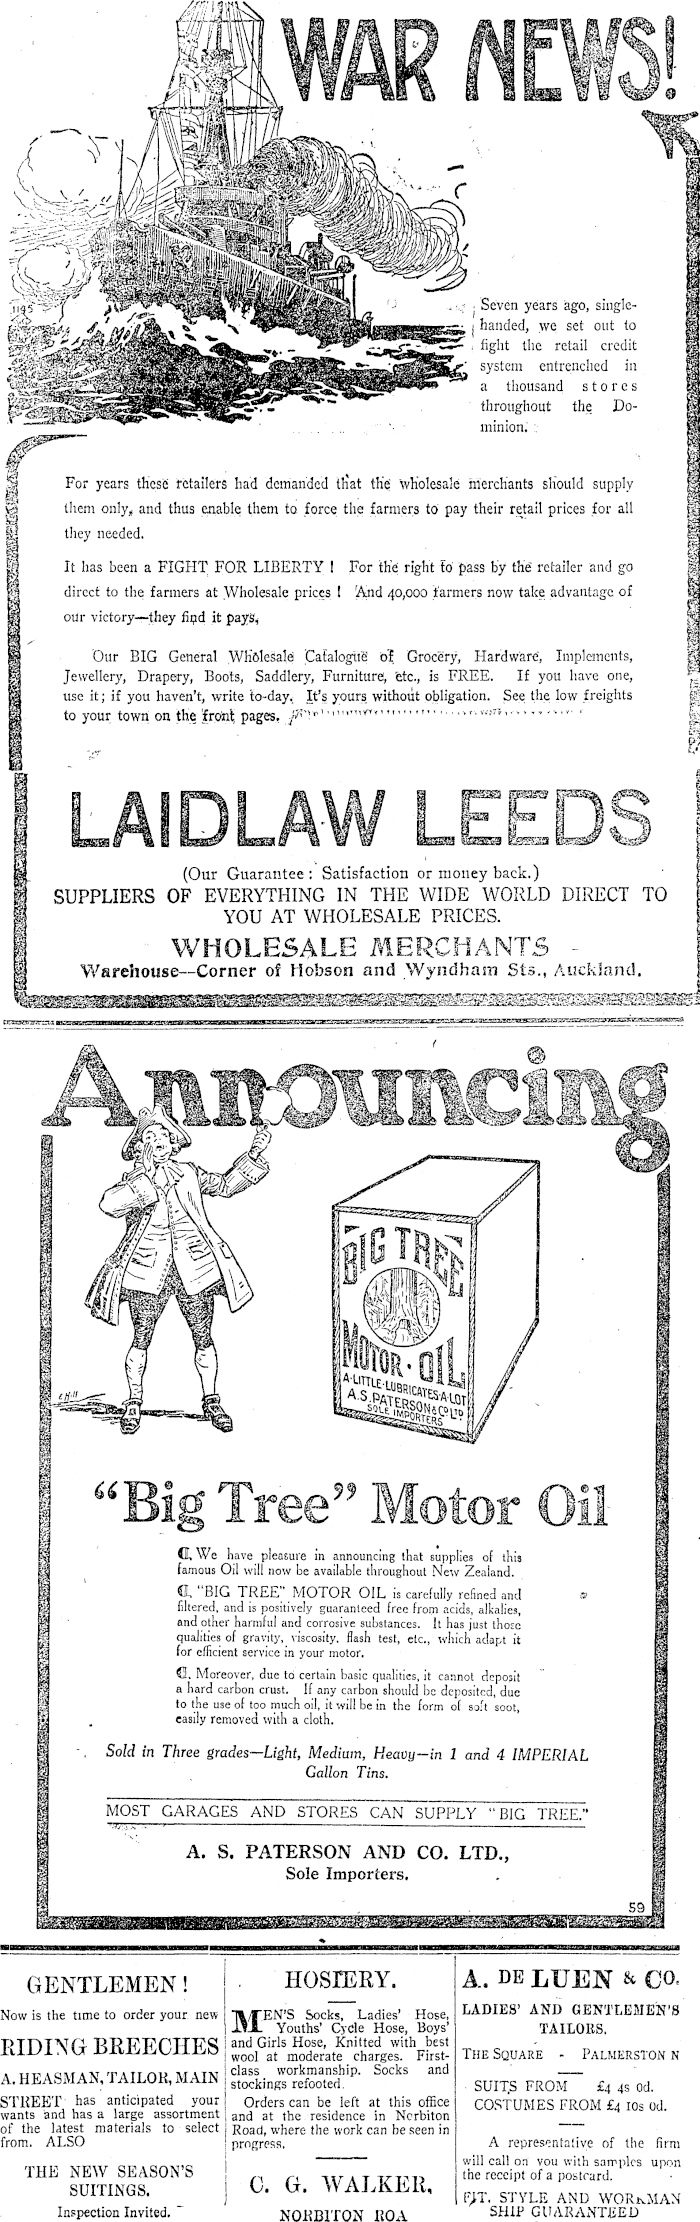 WAR NEWS!
1195
Seven years ago, single-
handed, we set out to
fight the retail credit
system entrenched in
a thousand stores
throughout the Do-
minion.
For years these retailers had demanded that the wholesale merchants should supply
them only, and thus enable them to force the farmers to pay their retail prices for all
they needed.
It has been a FIGHT FOR LIBERTY! For the right to pass by the retailer and go
direct to the farmers at Wholesale prices! And 40,000 farmers now take advantage of
our victory—they find it pays.
Our BIG General Wholesale Catalogue of Grocery, Hardware, Implements,
Jewellery, Drapery, Boots, Saddlery, Furniture, etc., is FREE. If you have one,
use it; if you haven't, write to-day. It's yours without obligation. See the low freights
to your town on the front pages.
LAIDLAW LEEDS
(Our Guarantee: Satisfaction or money back.)
SUPPLIERS OF EVERYTHING IN THE WIDE WORLD DIRECT TO
YOU AT WHOLESALE PRICES.
WHOLESALE MERCHANTS
Warehouse--Corner of Hobson and Wyndham Sts., Auckland.
Announcing
BIG TREE
MOTOR·OIL
A·LITTLE·LUBRICATES·A·LOT
A.S. PATERSON & CO LTD
SOLE IMPORTERS
E Hill
"Big Tree" Motor Oil
¶, We have pleasure in announcing that supplies of this
famous Oil will now be available throughout New Zealand.
¶, "BIG TREE" MOTOR OIL is carefully refined and
filtered, and is positively guaranteed free from acids, alkalies,
and other harmful and corrosive substances. It has just those
qualities of gravity, viscosity, flash test, etc., which adapt it
for efficient service in your motor.
¶, Moreover, due to certain basic qualities, it cannot deposit
a hard carbon crust. If any carbon should be deposited, due
to the use of too much oil, it will be in the form of soft soot,
easily removed with a cloth.
Sold in Three grades—Light, Medium, Heavy—in 1 and 4 IMPERIAL
Gallon Tins.
MOST GARAGES AND STORES CAN SUPPLY "BIG TREE."
A. S. PATERSON AND CO. LTD.,
Sole Importers.
59
GENTLEMEN!
Now is the time to order your new
RIDING BREECHES
A. HEASMAN, TAILOR, MAIN
STREET has anticipated your
wants and has a large assortment
of the latest materials to select
from. ALSO
THE NEW SEASON'S
SUITINGS.
Inspection Invited.
HOSIERY.
MEN'S Socks, Ladies' Hose,
Youths' Cycle Hose, Boys'
and Girls Hose, Knitted with best
wool at moderate charges. First-
class workmanship. Socks and
stockings refooted.
Orders can be left at this office
and at the residence in Norbiton
Road, where the work can be seen in
progress.
C. G. WALKER,
NORBITON ROA
A. DE LUEN & CO.
LADIES' AND GENTLEMEN'S
TAILORS.
THE SQUARE - PALMERSTON N
SUITS FROM £4 4s 0d.
COSTUMES FROM £4 10s 0d.
A representative of the firm
will call on you with samples upon
the receipt of a postcard.
FIT. STYLE AND WORKMAN
SHIP GUARANTEED